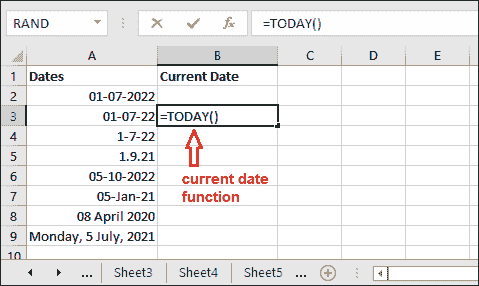 RAND =TODAY()
A B C D E
1 Dates Current Date
2 01-07-2022
3 01-07-22 =TODAY()
4 1-7-22
5 1.9.21
6 05-10-2022
7 05-Jan-21
8 08 April 2020
9 Monday, 5 July, 2021
10
current date
function
... Sheet3 Sheet4 Sheet5 ...